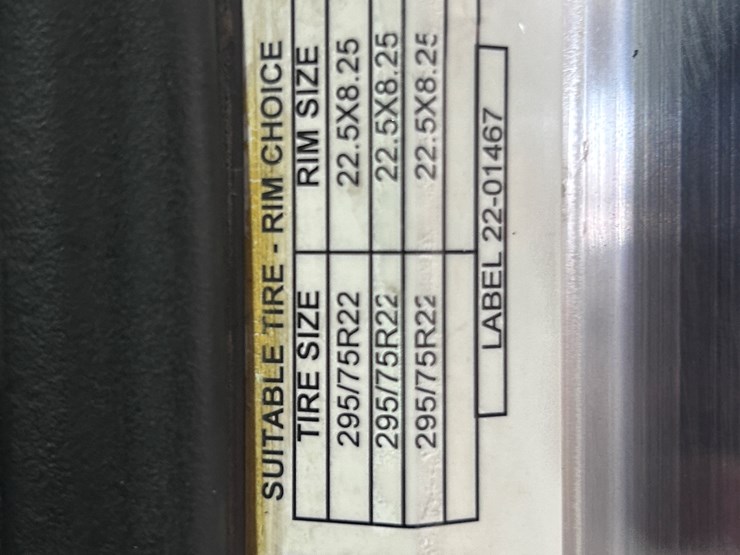 SUITABLE TIRE - RIM CHOICE
TIRE SIZE RIM SIZE
295/75R22 22.5X8.25
295/75R22 22.5X8.25
295/75R22 22.5X8.25
LABEL 22-01467